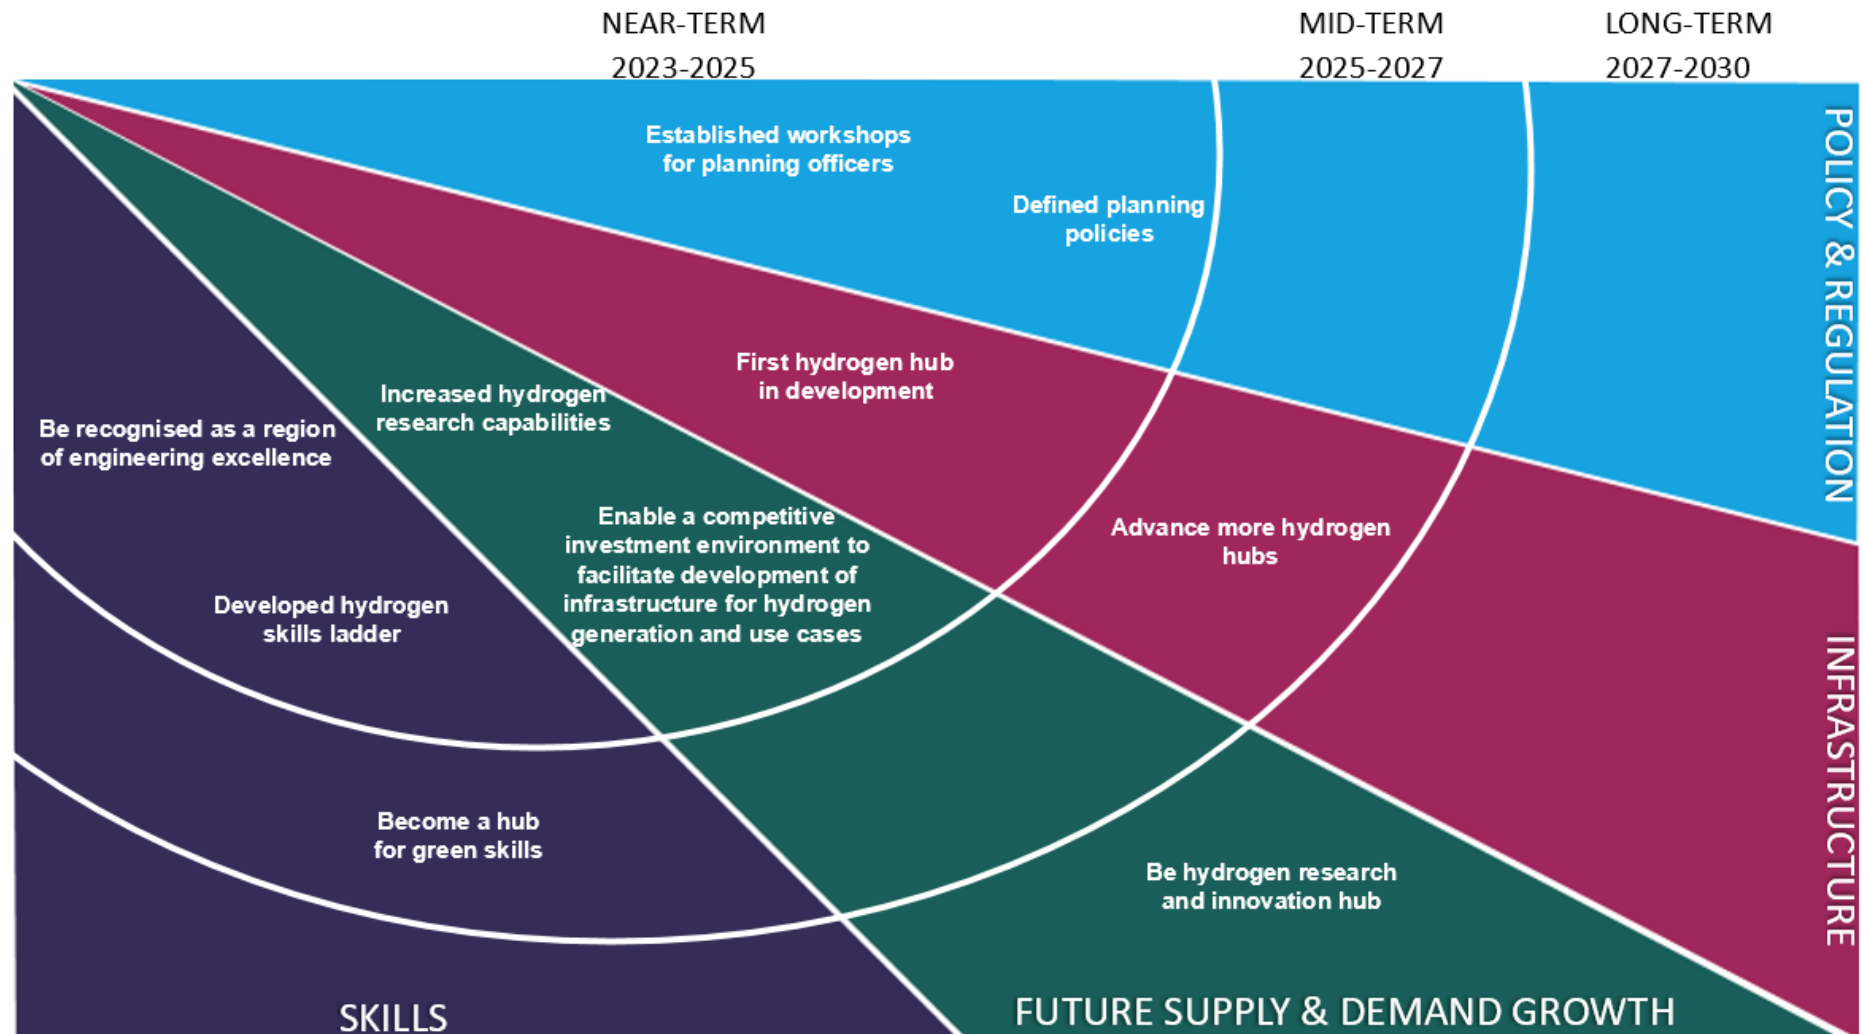 NEAR-TERM
2023-2025
MID-TERM
2025-2027
LONG-TERM
2027-2030
Established workshops
for planning officers
Defined planning
policies
POLICY & REGULATION
First hydrogen hub
in development
Advance more hydrogen
hubs
INFRASTRUCTURE
Increased hydrogen
research capabilities
Enable a competitive
investment environment to
facilitate development of
infrastructure for hydrogen
generation and use cases
Be hydrogen research
and innovation hub
FUTURE SUPPLY & DEMAND GROWTH
Be recognised as a region
of engineering excellence
Developed hydrogen
skills ladder
Become a hub
for green skills
SKILLS